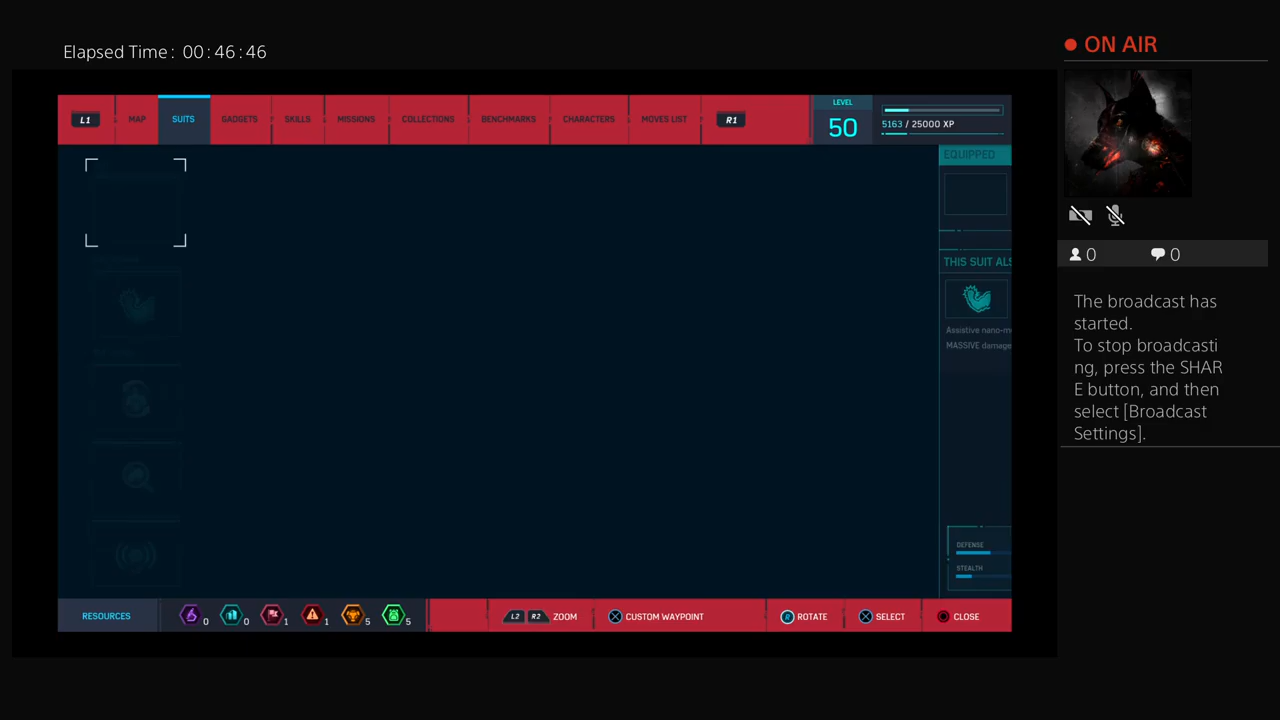 Elapsed Time: 00:46:46
ON AIR
L1 MAP SUITS GADGETS SKILLS MISSIONS COLLECTIONS BENCHMARKS CHARACTERS MOVES LIST R1
LEVEL
50
5163 / 25000 XP
EQUIPPED
THIS SUIT ALS
Assistive nano-m
MASSIVE damage
DEFENSE
STEALTH
0 0
The broadcast has
started.
To stop broadcasti
ng, press the SHAR
E button, and then
select [Broadcast
Settings].
RESOURCES 0 0 1 1 5 5 L2 R2 ZOOM CUSTOM WAYPOINT R ROTATE SELECT CLOSE